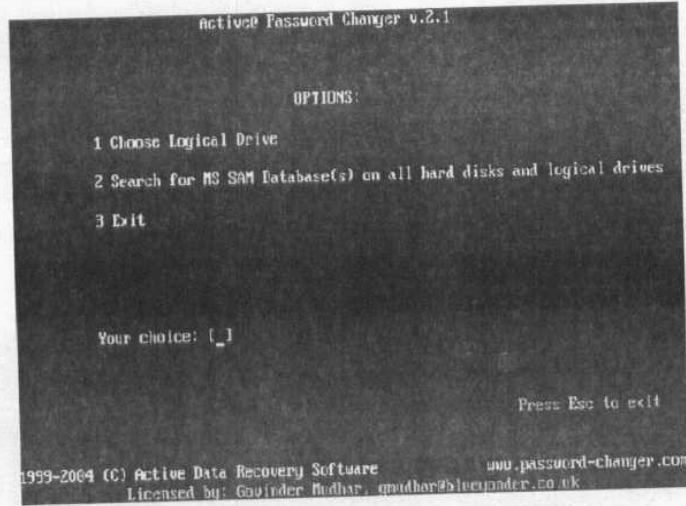 Active@ Password Changer v.2.1
OPTIONS:
1 Choose Logical Drive
2 Search for MS SAM Database(s) on all hard disks and logical drives
3 Exit
Your choice: [_]
Press Esc to exit
1999-2004 (C) Active Data Recovery Software
www.password-changer.com
Licensed by: Govinder Mudhar, gmudhar@blueyonder.co.uk